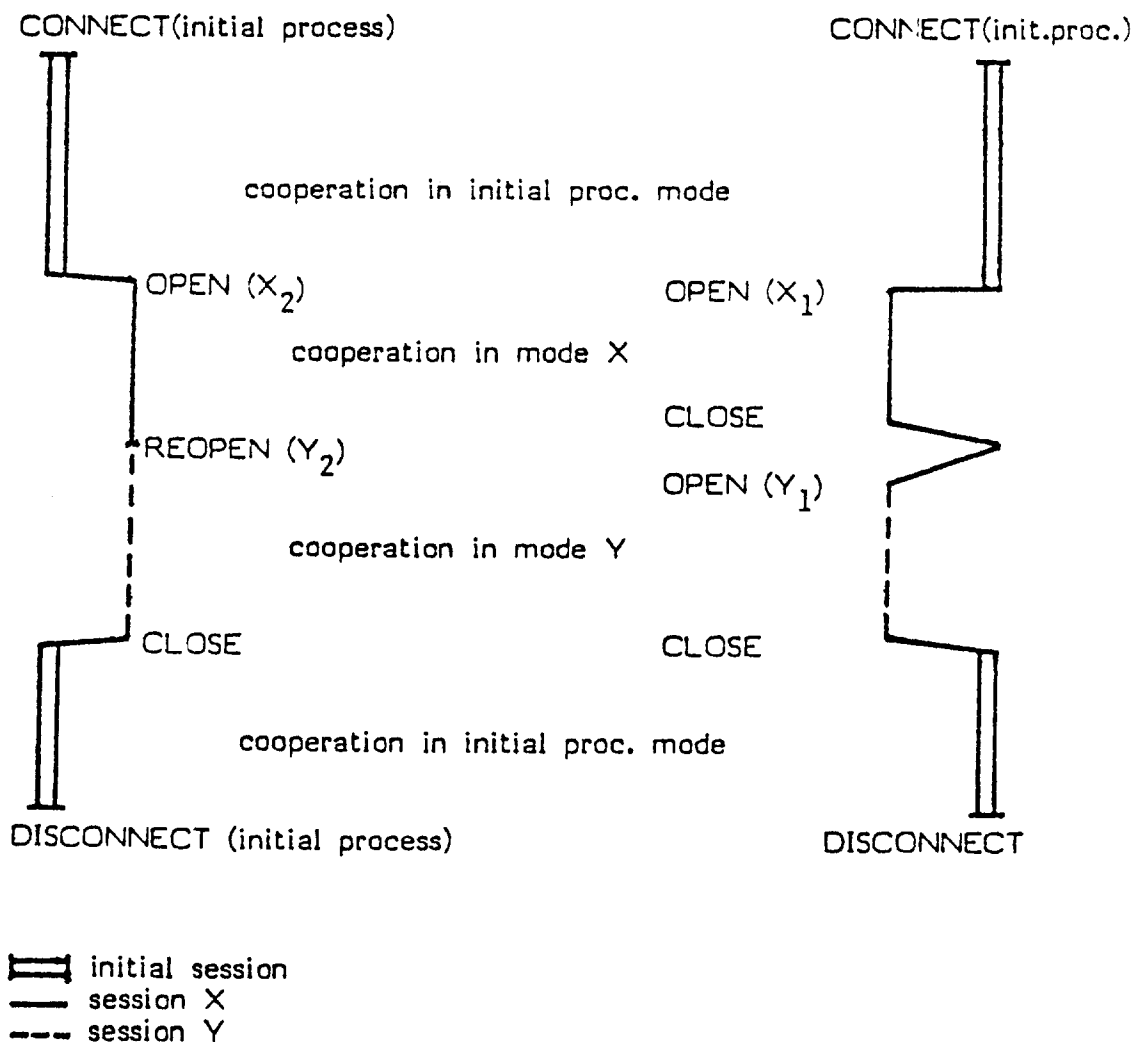 CONNECT(initial process) CONNECT(init.proc.)
cooperation in initial proc. mode
OPEN (X2) OPEN (X1)
cooperation in mode X
CLOSE
REOPEN (Y2)
OPEN (Y1)
cooperation in mode Y
CLOSE CLOSE
cooperation in initial proc. mode
DISCONNECT (initial process) DISCONNECT
initial session
session X
session Y